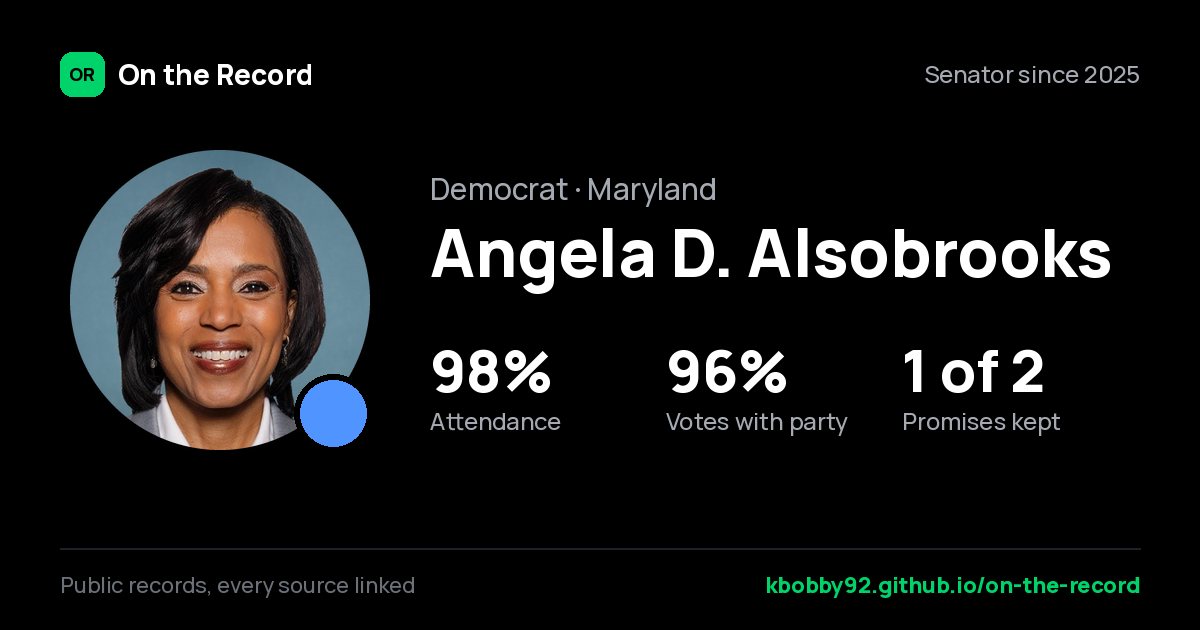 OR On the Record
Senator since 2025
Democrat · Maryland
Angela D. Alsobrooks
98% 96% 1 of 2
Attendance Votes with party Promises kept
Public records, every source linked
kbobby92.github.io/on-the-record